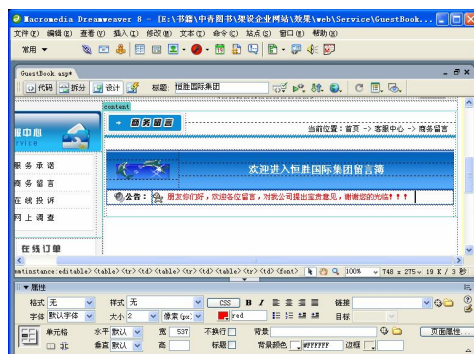 Macromedia Dreamweaver 8 - [E:\书籍\中青图书\架设企业网站\效果\web\Service\GuestBook...
文件(F) 编辑(E) 查看(V) 插入(I) 修改(M) 文本(T) 命令(C) 站点(S) 窗口(W) 帮助(H)
常用
GuestBook.asp*
代码 拆分 设计 标题: 恒胜国际集团
content
商务留言
当前位置:首页 -> 客服中心 -> 商务留言
服中心
欢迎进入恒胜国际集团留言簿
服务承诺
商务留言
在线投诉
网上调查
在线订单
公告: 朋友你们好,欢迎各位留言,对我公司提出宝贵意见,谢谢您的光临!!!
mtinstance:editable> <table> <tr> <td> <table> <tr> <td> <table> <tr> <td> <font> 100% 748 x 275 19 K / 3 秒
属性
格式 无 样式 无 CSS B I 链接
字体 默认字体 大小 2 像素(px) red 目标
单元格 水平 默认 宽 537 不换行 背景 页面属性...
垂直 默认 高 标题 背景颜色 #FFFFFF 边框